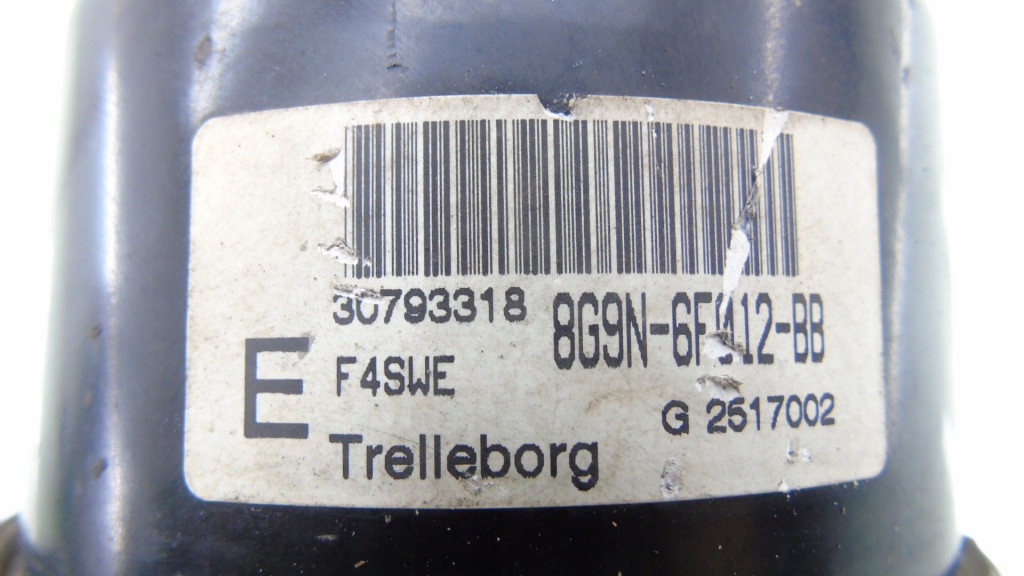 30793318 8G9N-6F012-BB
E F4SWE
G 2517002
Trelleborg